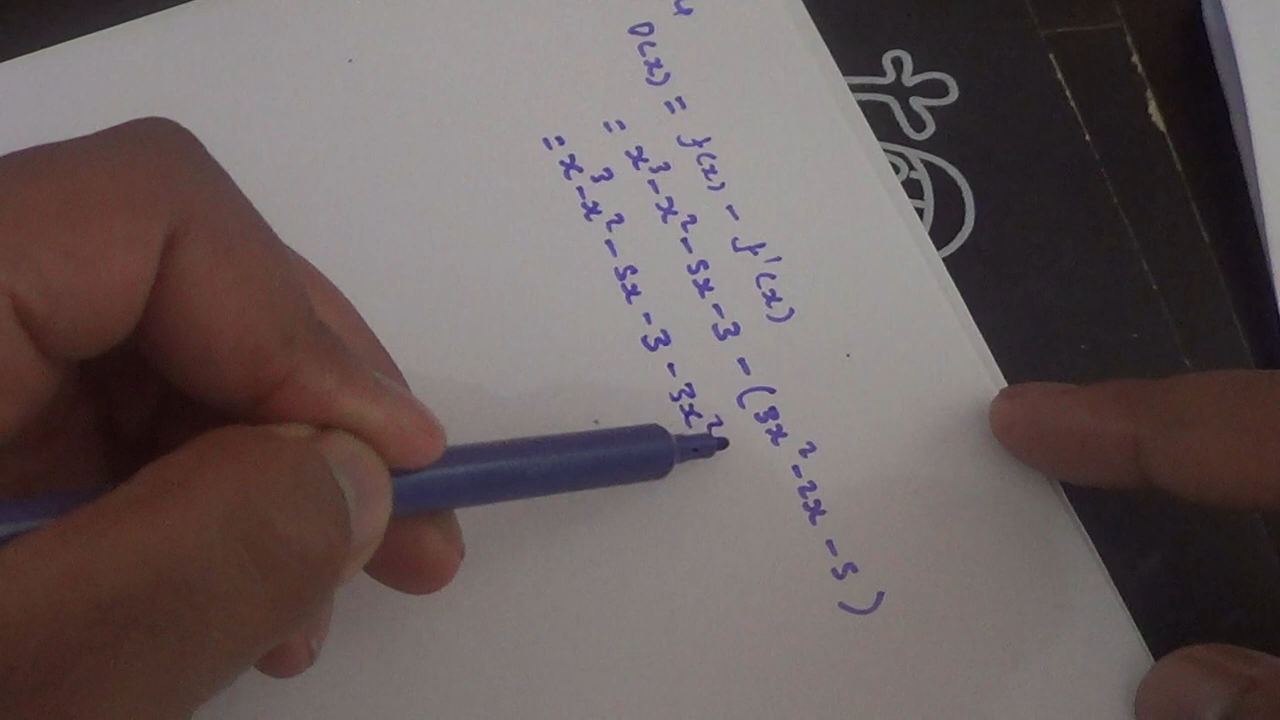 D(x) = f(x) - f'(x)
= x³ - x² - 5x - 3 - (3x² - 2x - 5)
= x³ - x² - 5x - 3 - 3x²